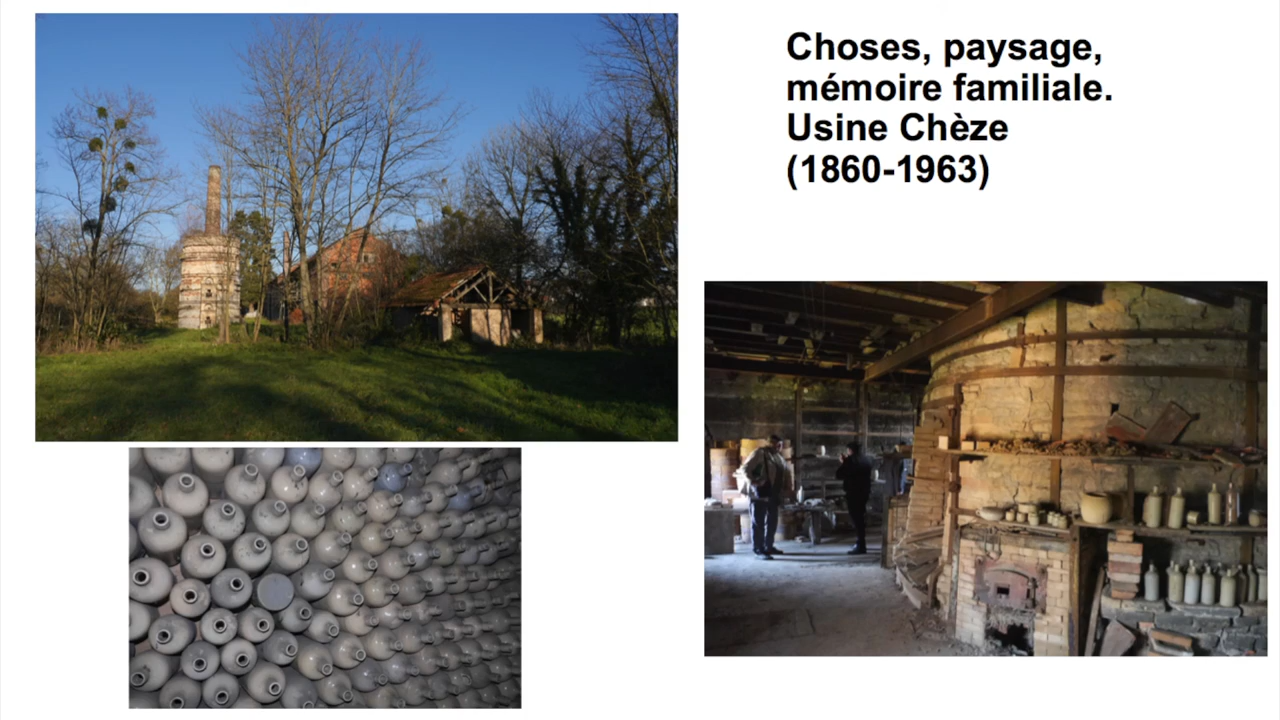 Choses, paysage,
mémoire familiale.
Usine Chèze
(1860-1963)